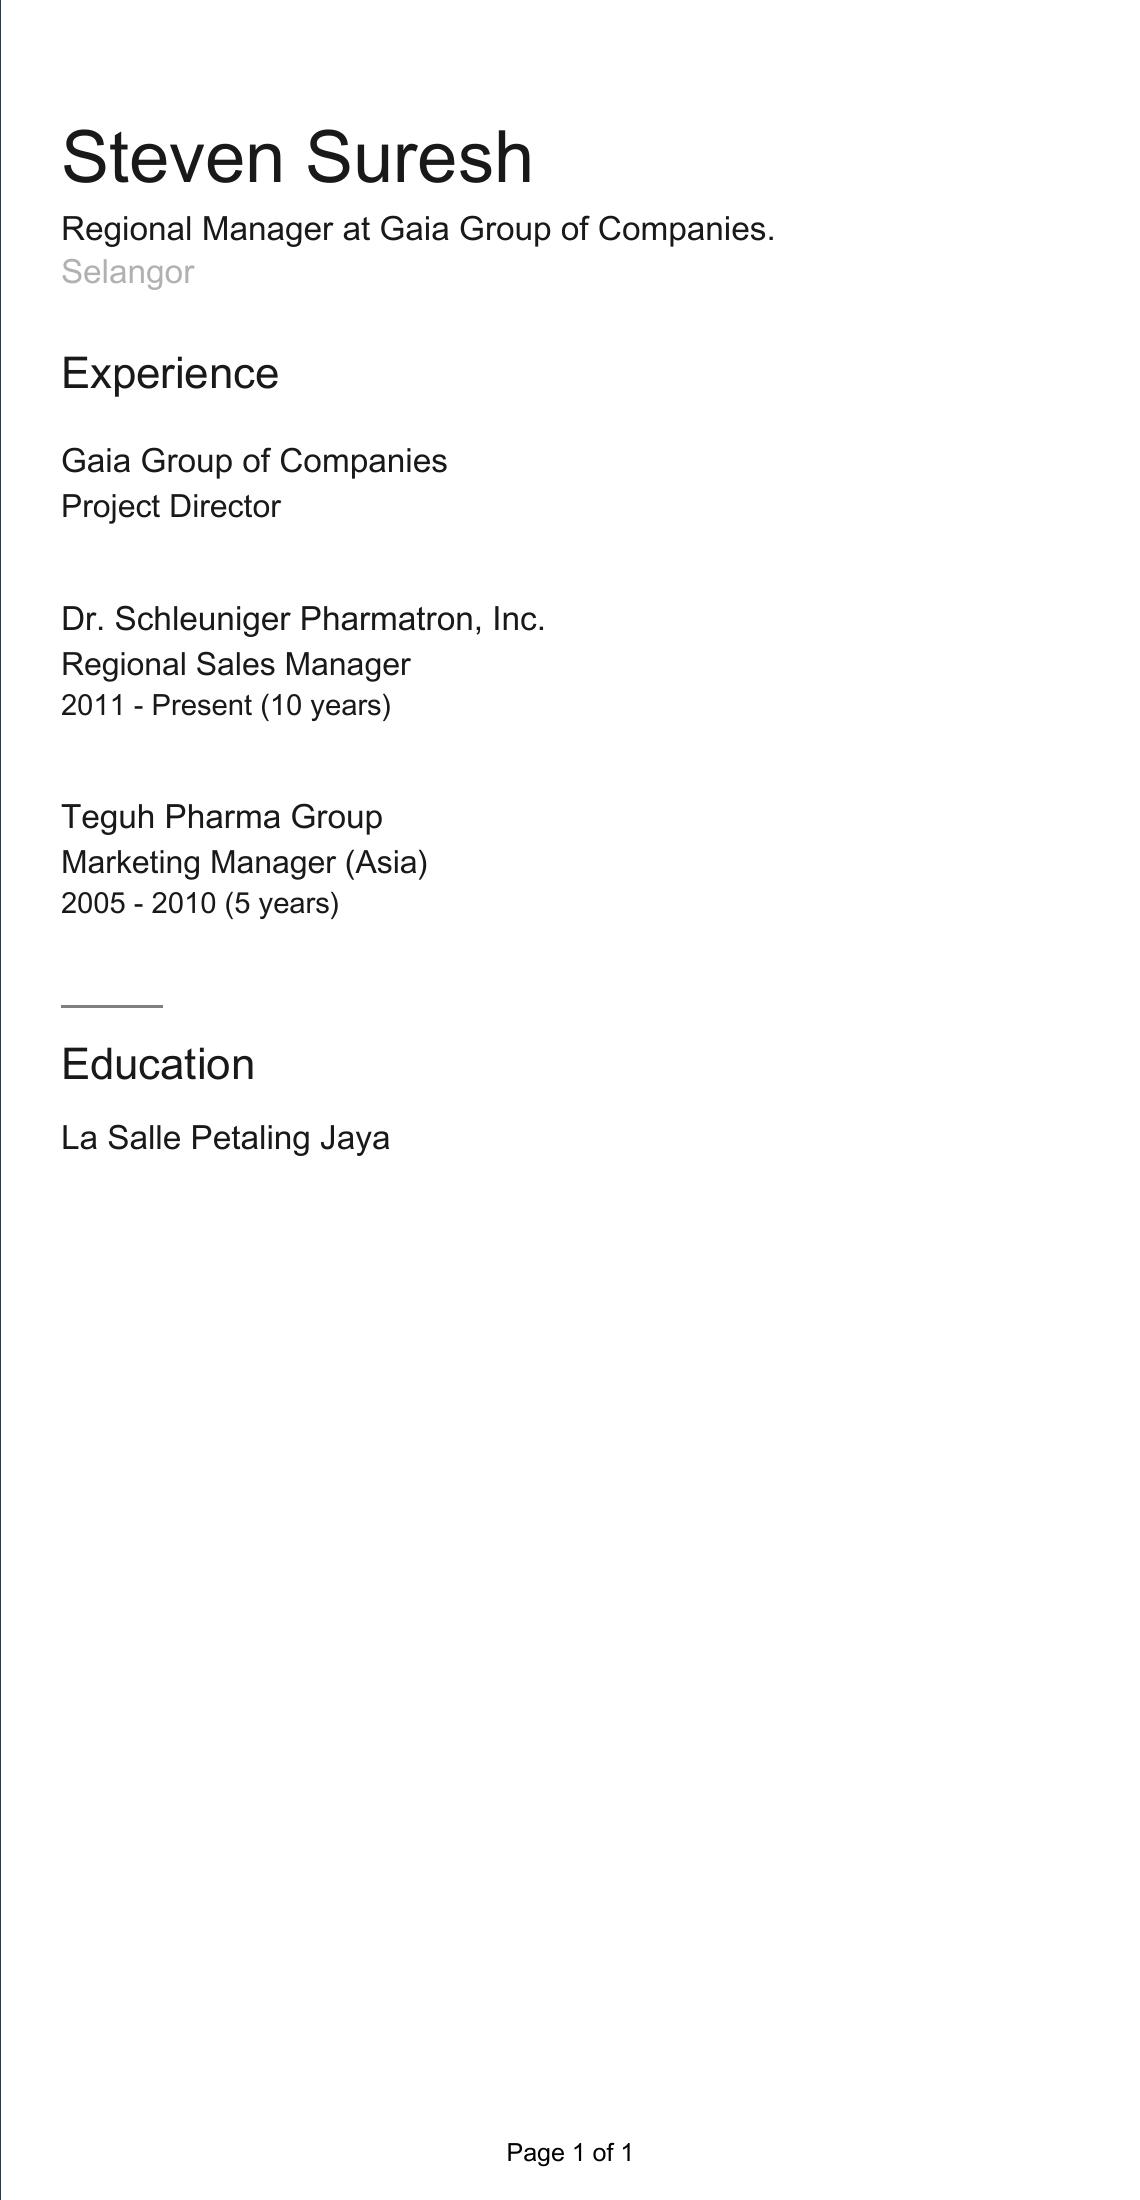 Steven Suresh
Regional Manager at Gaia Group of Companies.
Selangor
Experience
Gaia Group of Companies
Project Director
Dr. Schleuniger Pharmatron, Inc.
Regional Sales Manager
2011 - Present (10 years)
Teguh Pharma Group
Marketing Manager (Asia)
2005 - 2010 (5 years)
Education
La Salle Petaling Jaya
Page 1 of 1